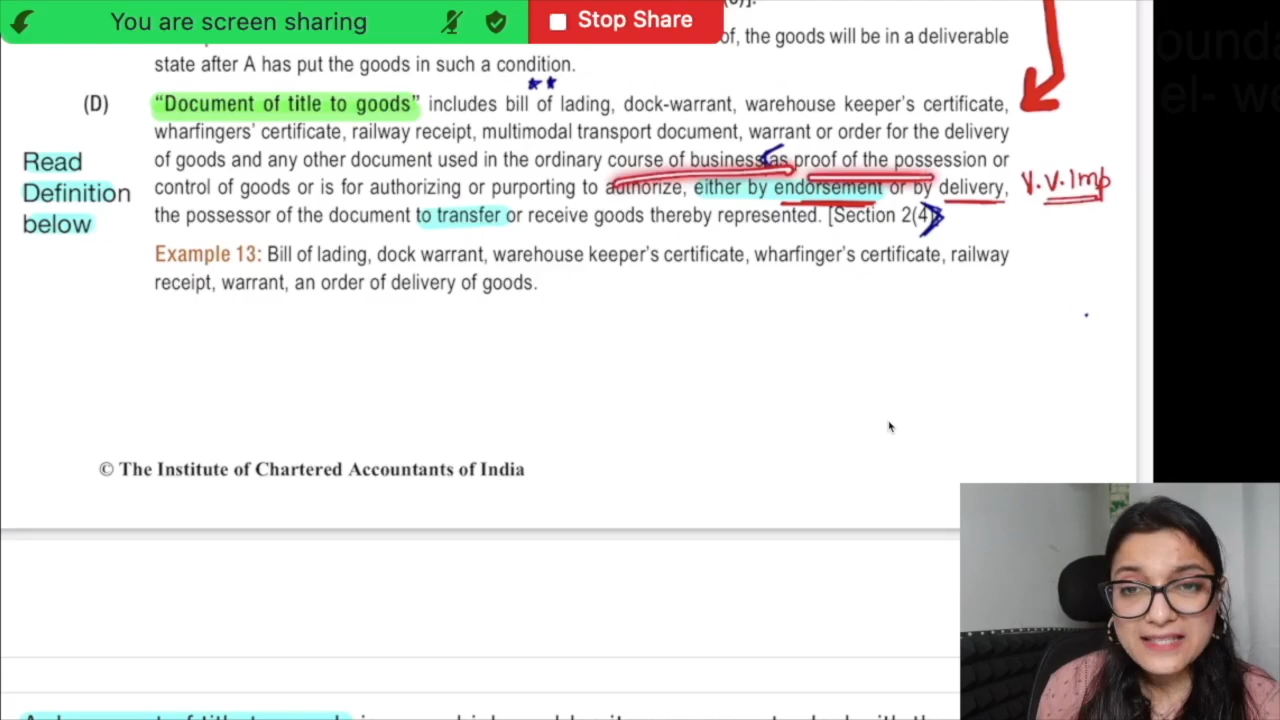 You are screen sharing
Stop Share
of, the goods will be in a deliverable
state after A has put the goods in such a condition.
(D) "Document of title to goods" includes bill of lading, dock-warrant, warehouse keeper's certificate,
wharfingers' certificate, railway receipt, multimodal transport document, warrant or order for the delivery
of goods and any other document used in the ordinary course of business as proof of the possession or
control of goods or is for authorizing or purporting to authorize, either by endorsement or by delivery,
the possessor of the document to transfer or receive goods thereby represented. [Section 2(4)]
Read
Definition
below
V.V.Imp
Example 13: Bill of lading, dock warrant, warehouse keeper's certificate, wharfinger's certificate, railway
receipt, warrant, an order of delivery of goods.
© The Institute of Chartered Accountants of India